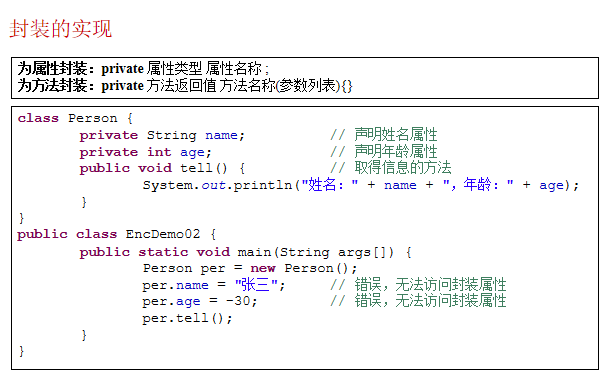 封装的实现
为属性封装：private 属性类型 属性名称 ;
为方法封装：private 方法返回值 方法名称(参数列表){}
class Person {
private String name; // 声明姓名属性
private int age; // 声明年龄属性
public void tell() { // 取得信息的方法
System.out.println("姓名：" + name + "，年龄：" + age);
}
}
public class EncDemo02 {
public static void main(String args[]) {
Person per = new Person();
per.name = "张三"; // 错误，无法访问封装属性
per.age = -30; // 错误，无法访问封装属性
per.tell();
}
}